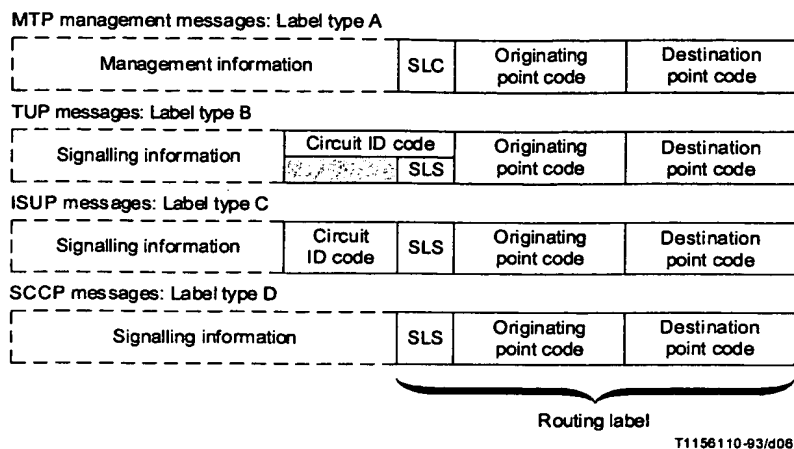 MTP management messages: Label type A
Management information
SLC
Originating
point code
Destination
point code
TUP messages: Label type B
Signalling information
Circuit ID code
SLS
Originating
point code
Destination
point code
ISUP messages: Label type C
Signalling information
Circuit
ID code
SLS
Originating
point code
Destination
point code
SCCP messages: Label type D
Signalling information
SLS
Originating
point code
Destination
point code
Routing label
T1156110-93/d06